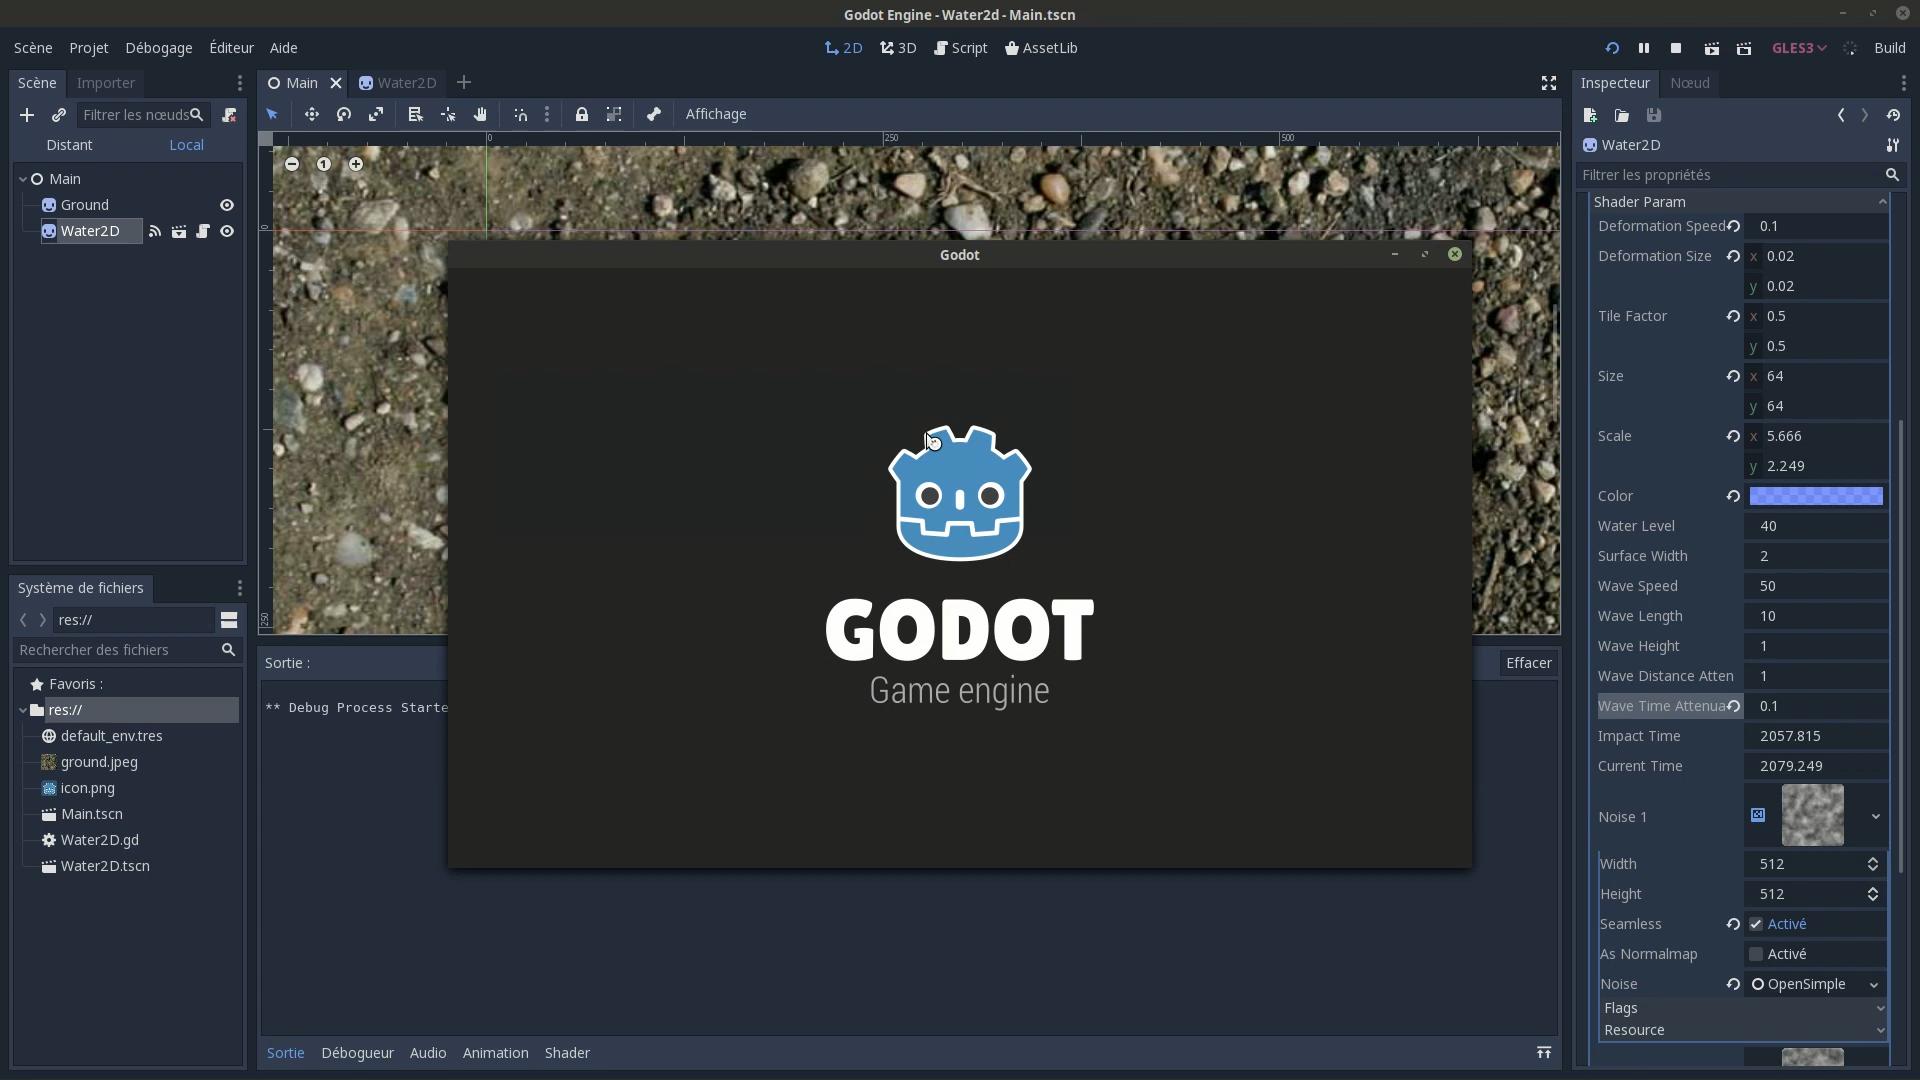 Godot Engine - Water2d - Main.tscn
Scène Projet Débogage Éditeur Aide
2D 3D Script AssetLib
GLES3 Build
Scène Importer
Filtrer les nœuds
Distant Local
Main
Ground
Water2D
Système de fichiers
res://
Rechercher des fichiers
Favoris :
res://
default_env.tres
ground.jpeg
icon.png
Main.tscn
Water2D.gd
Water2D.tscn
Main Water2D
Affichage
0 250 500
0
250
1
Godot
GODOT
Game engine
Sortie :
Effacer
** Debug Process Starte
Sortie Débogueur Audio Animation Shader
Inspecteur Nœud
Water2D
Filtrer les propriétés
Shader Param
Deformation Speed 0.1
Deformation Size x 0.02
y 0.02
Tile Factor x 0.5
y 0.5
Size x 64
y 64
Scale x 5.666
y 2.249
Color
Water Level 40
Surface Width 2
Wave Speed 50
Wave Length 10
Wave Height 1
Wave Distance Atten 1
Wave Time Attenua 0.1
Impact Time 2057.815
Current Time 2079.249
Noise 1
Width 512
Height 512
Seamless Activé
As Normalmap Activé
Noise OpenSimple
Flags
Resource